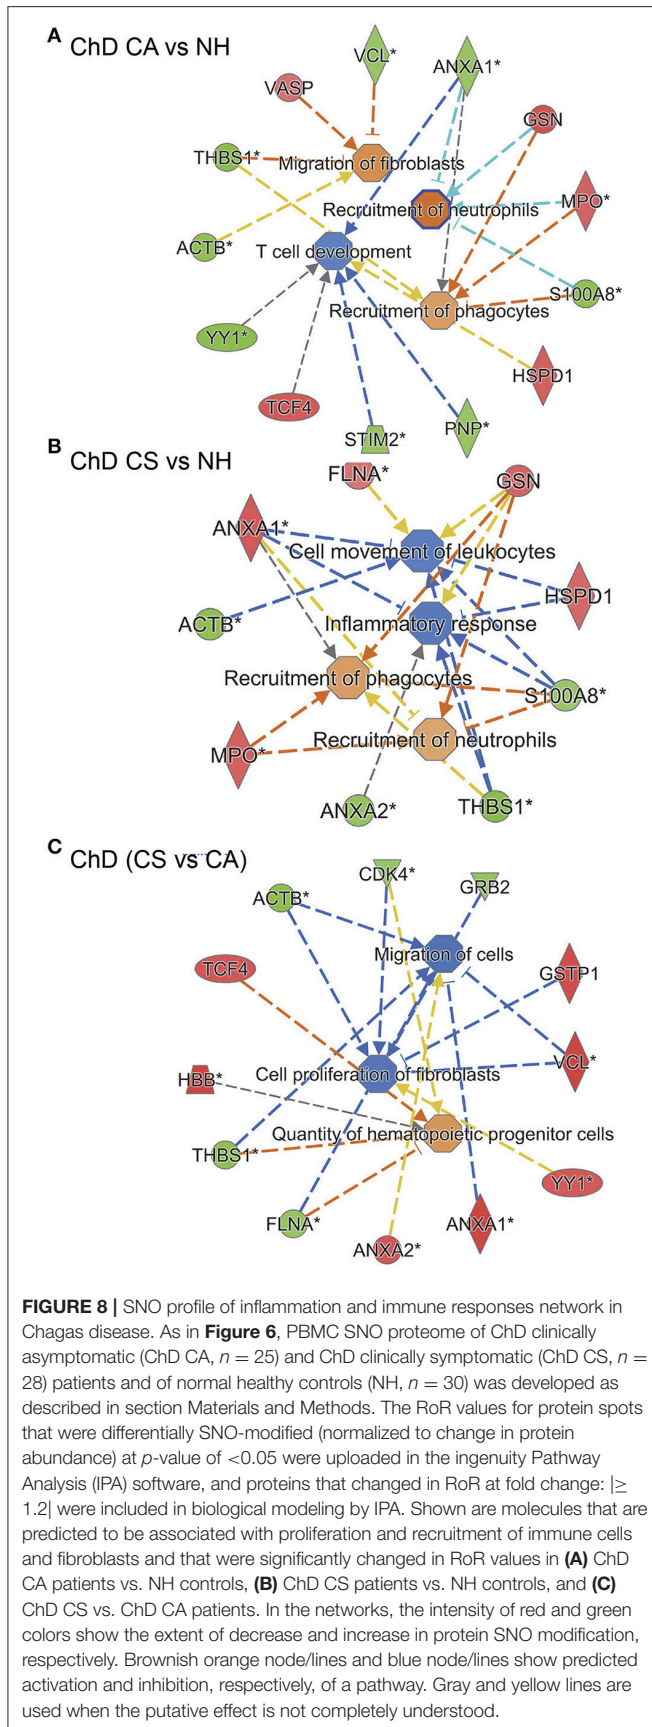 A ChD CA vs NH
VCL*
ANXA1*
VASP
GSN
THBS1*
Migration of fibroblasts
MPO*
Recruitment of neutrophils
ACTB*
T cell development
S100A8*
Recruitment of phagocytes
YY1*
HSPD1
TCF4
STIM2*
PNP*
B ChD CS vs NH
FLNA*
GSN
ANXA1*
Cell movement of leukocytes
HSPD1
ACTB*
Inflammatory response
Recruitment of phagocytes
S100A8*
MPO*
Recruitment of neutrophils
ANXA2*
THBS1*
C ChD (CS vs CA)
CDK4*
GRB2
ACTB*
Migration of cells
TCF4
GSTP1
VCL*
HBB*
Cell proliferation of fibroblasts
Quantity of hematopoietic progenitor cells
THBS1*
YY1*
FLNA*
ANXA2*
ANXA1*
FIGURE 8 | SNO profile of inflammation and immune responses network in
Chagas disease. As in Figure 6, PBMC SNO proteome of ChD clinically
asymptomatic (ChD CA, n = 25) and ChD clinically symptomatic (ChD CS, n =
28) patients and of normal healthy controls (NH, n = 30) was developed as
described in section Materials and Methods. The RoR values for protein spots
that were differentially SNO-modified (normalized to change in protein
abundance) at p-value of <0.05 were uploaded in the ingenuity Pathway
Analysis (IPA) software, and proteins that changed in RoR at fold change: |≥
1.2| were included in biological modeling by IPA. Shown are molecules that are
predicted to be associated with proliferation and recruitment of immune cells
and fibroblasts and that were significantly changed in RoR values in (A) ChD
CA patients vs. NH controls, (B) ChD CS patients vs. NH controls, and (C)
ChD CS vs. ChD CA patients. In the networks, the intensity of red and green
colors show the extent of decrease and increase in protein SNO modification,
respectively. Brownish orange node/lines and blue node/lines show predicted
activation and inhibition, respectively, of a pathway. Gray and yellow lines are
used when the putative effect is not completely understood.